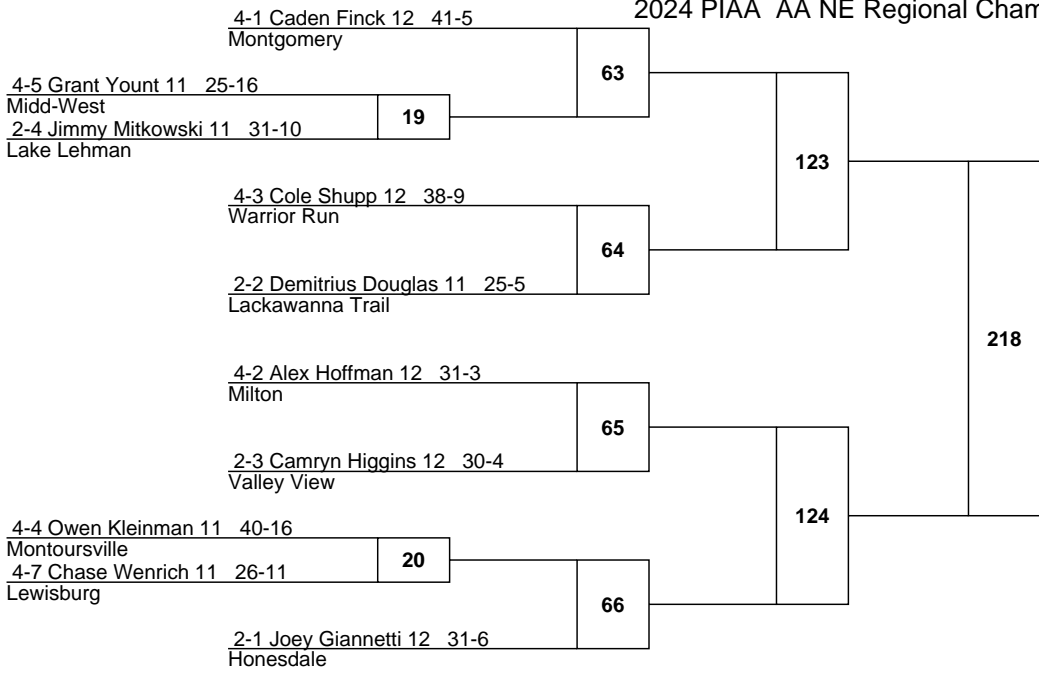 2024 PIAA AA NE Regional Cham
4-1 Caden Finck 12 41-5
Montgomery
63
4-5 Grant Yount 11 25-16
Midd-West
19
2-4 Jimmy Mitkowski 11 31-10
Lake Lehman
123
4-3 Cole Shupp 12 38-9
Warrior Run
64
2-2 Demitrius Douglas 11 25-5
Lackawanna Trail
218
4-2 Alex Hoffman 12 31-3
Milton
65
2-3 Camryn Higgins 12 30-4
Valley View
124
4-4 Owen Kleinman 11 40-16
Montoursville
20
4-7 Chase Wenrich 11 26-11
Lewisburg
66
2-1 Joey Giannetti 12 31-6
Honesdale